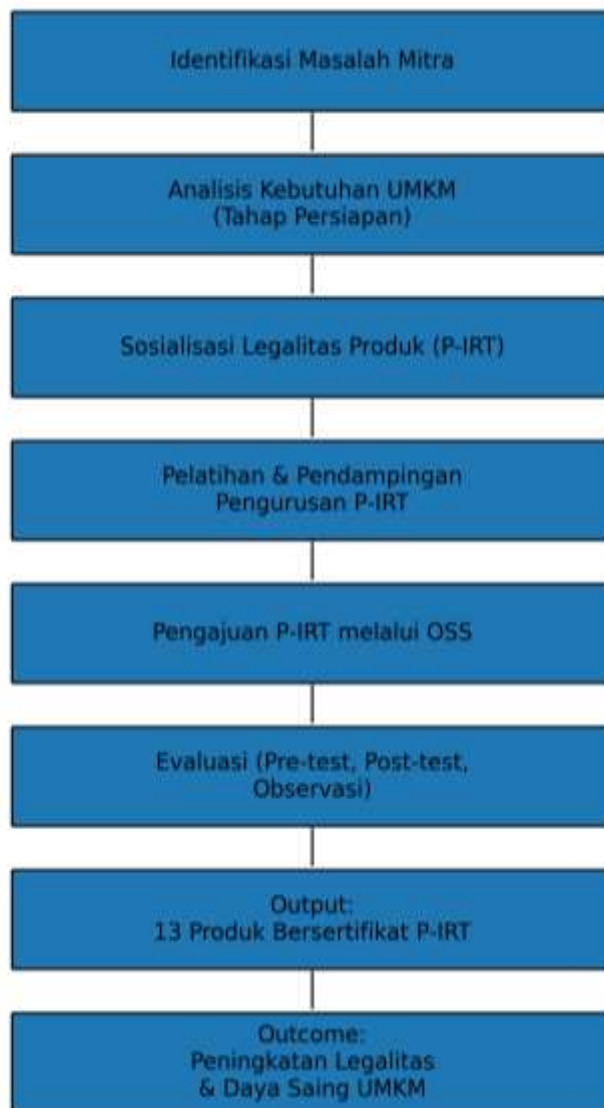 Identifikasi Masalah Mitra
Analisis Kebutuhan UMKM
(Tahap Persiapan)
Sosialisasi Legalitas Produk (P-IRT)
Pelatihan & Pendampingan
Pengurusan P-IRT
Pengajuan P-IRT melalui OSS
Evaluasi (Pre-test, Post-test,
Observasi)
Output:
13 Produk Bersertifikat P-IRT
Outcome:
Peningkatan Legalitas
& Daya Saing UMKM